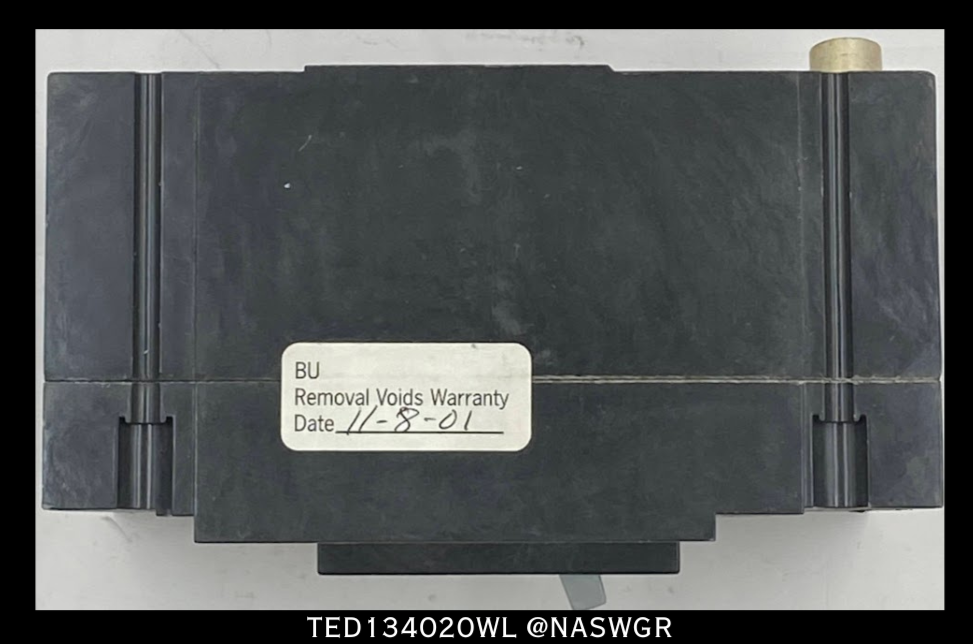 BU
Removal Voids Warranty
Date 11-8-01
TED134020WL @NASWGR